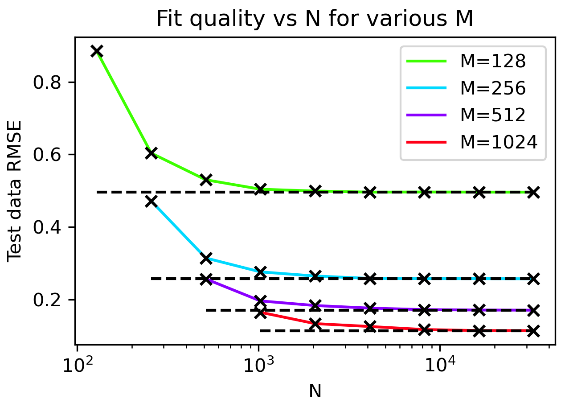 Fit quality vs N for various M
Test data RMSE
0.8
0.6
0.4
0.2
10²
10³
10⁴
N
M=128
M=256
M=512
M=1024